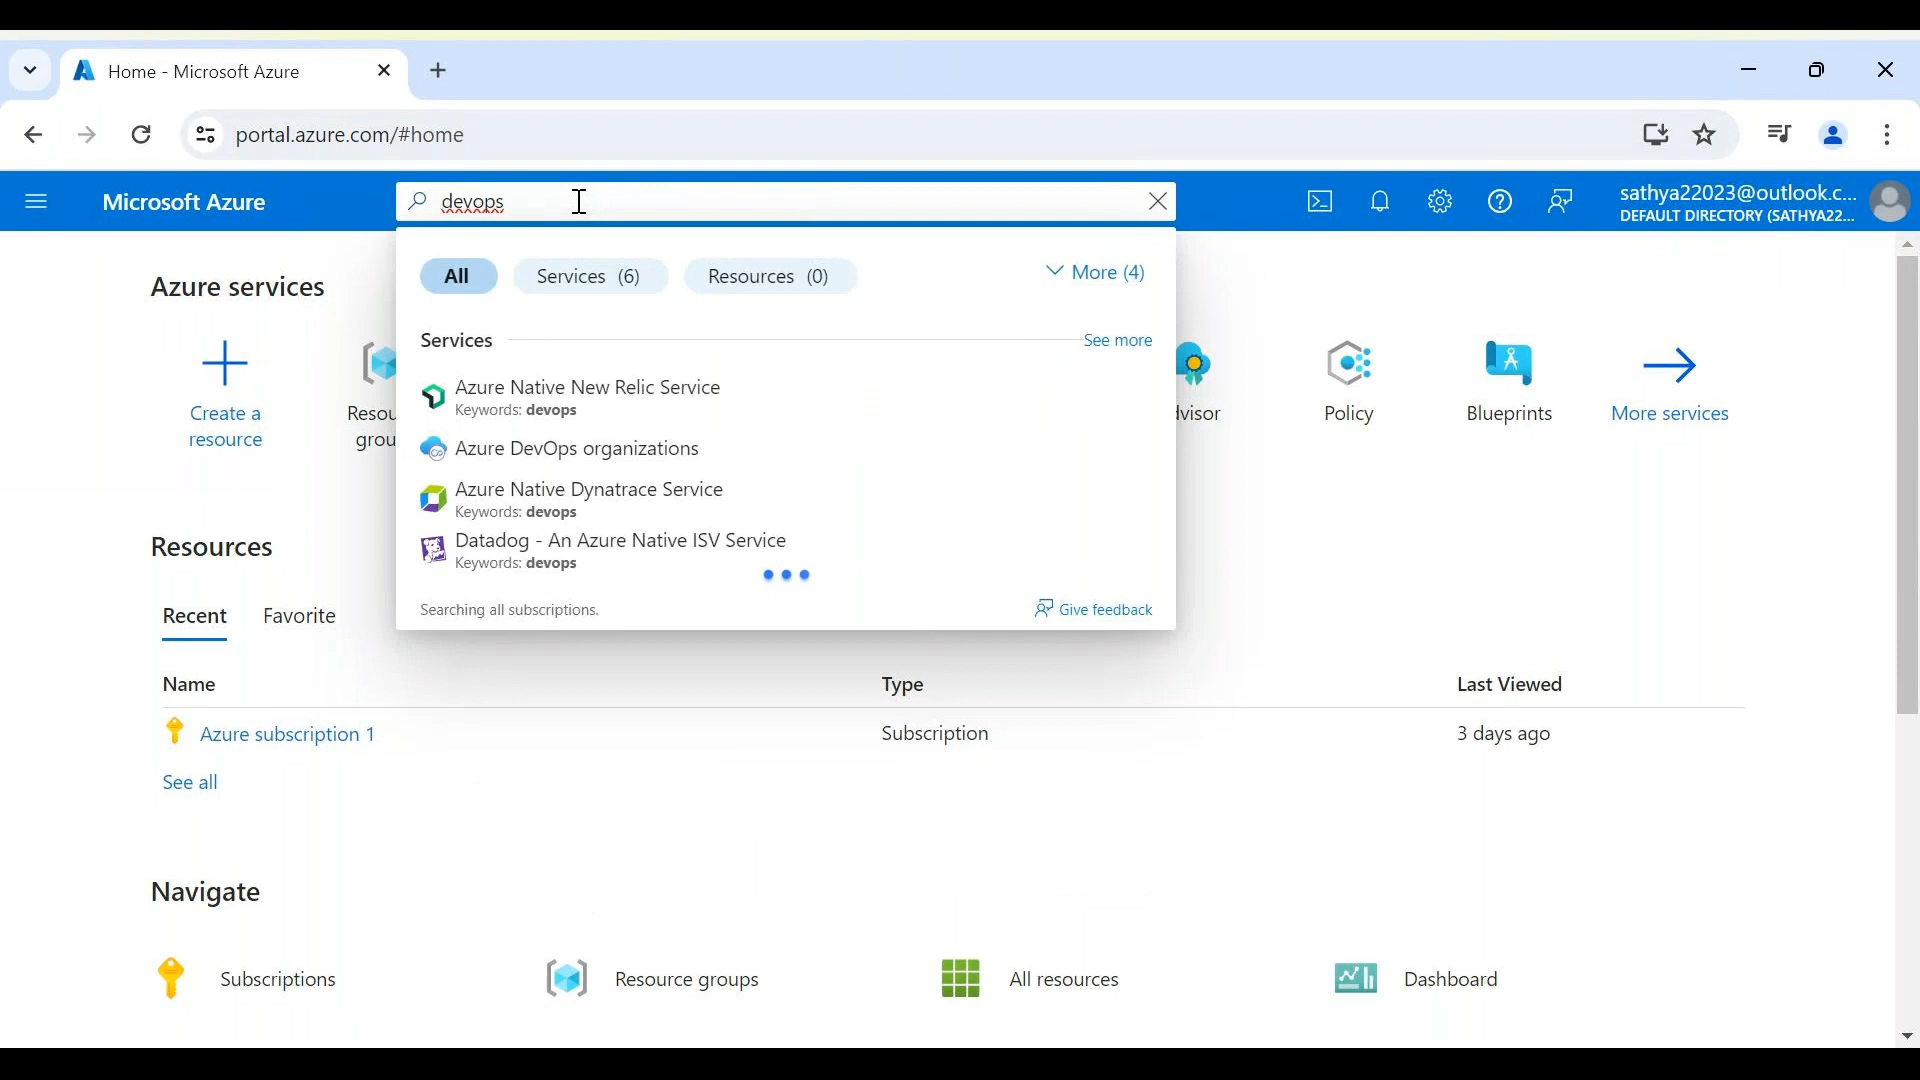 Home - Microsoft Azure
portal.azure.com/#home
Microsoft Azure
devops
sathya22023@outlook.c...
DEFAULT DIRECTORY (SATHYA22...
All
Services (6)
Resources (0)
More (4)
Azure services
Services
See more
Create a
resource
Resou
grou
Azure Native New Relic Service
Keywords: devops
Azure DevOps organizations
Azure Native Dynatrace Service
Keywords: devops
Datadog - An Azure Native ISV Service
Keywords: devops
Searching all subscriptions.
Give feedback
dvisor
Policy
Blueprints
More services
Resources
Recent
Favorite
Name
Type
Last Viewed
Azure subscription 1
Subscription
3 days ago
See all
Navigate
Subscriptions
Resource groups
All resources
Dashboard